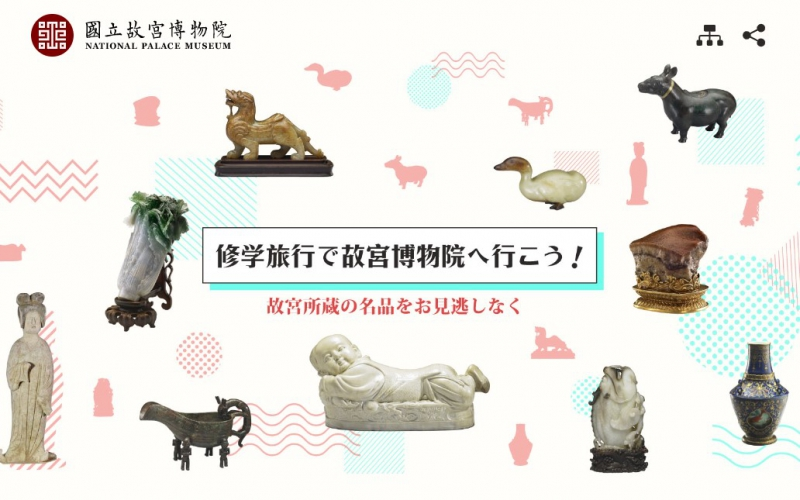 國立故宮博物院
NATIONAL PALACE MUSEUM
修学旅行で故宮博物院へ行こう！
故宮所蔵の名品をお見逃しなく